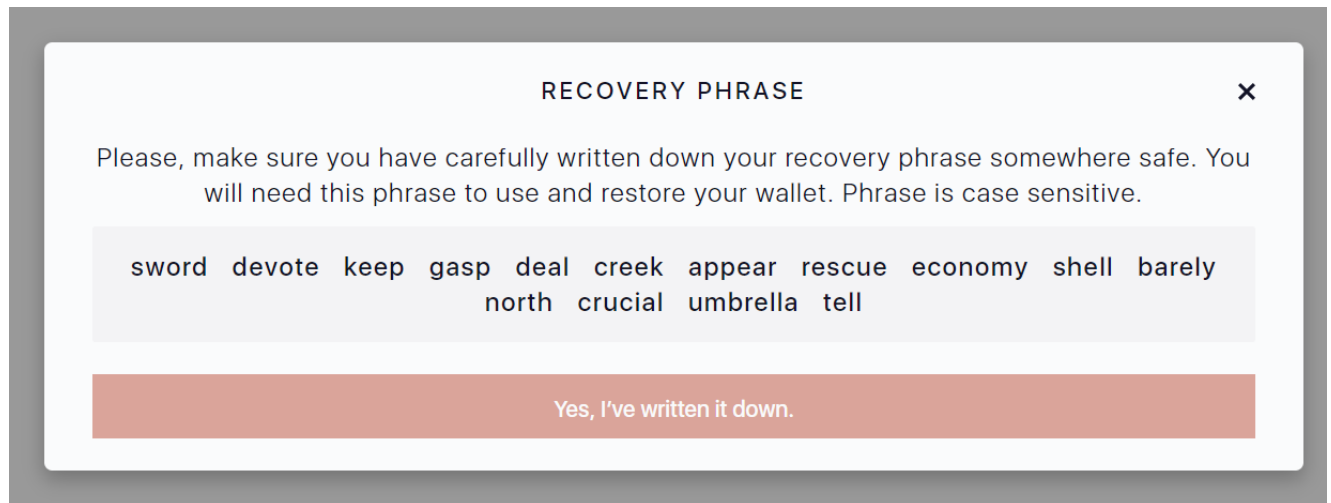 RECOVERY PHRASE
Please, make sure you have carefully written down your recovery phrase somewhere safe. You
will need this phrase to use and restore your wallet. Phrase is case sensitive.
sword devote keep gasp deal creek appear rescue economy shell barely
north crucial umbrella tell
Yes, I’ve written it down.